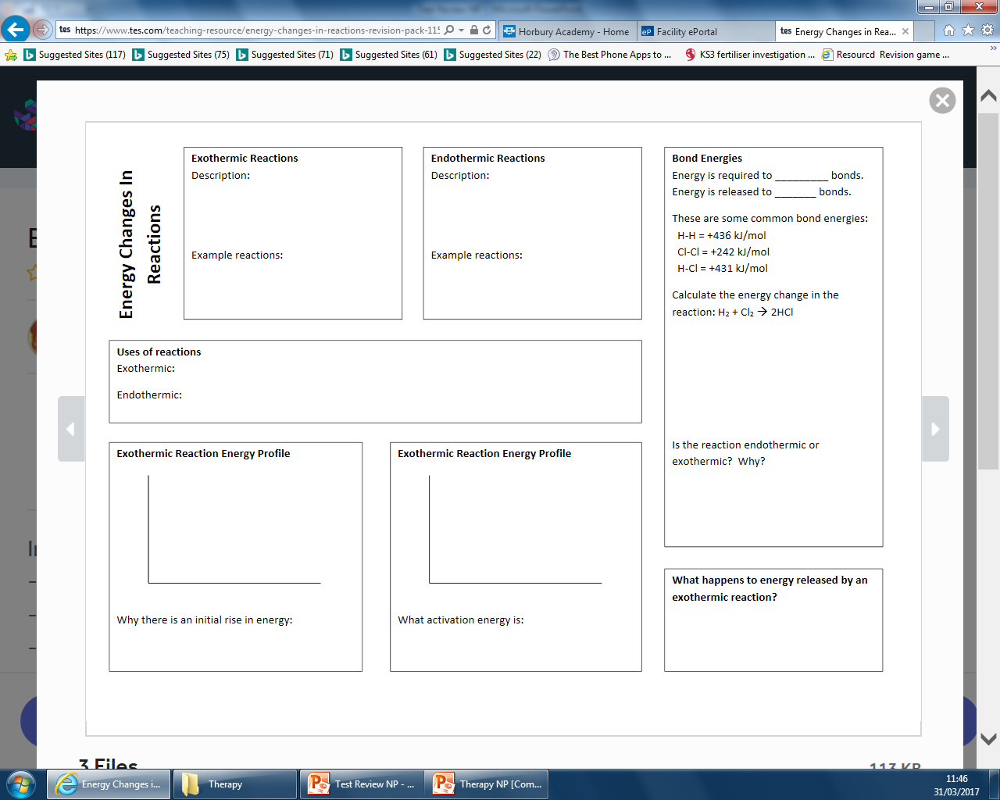 tes https://www.tes.com/teaching-resource/energy-changes-in-reactions-revision-pack-115
Horbury Academy - Home
eP Facility ePortal
tes Energy Changes in Rea...
Suggested Sites (117)
Suggested Sites (75)
Suggested Sites (71)
Suggested Sites (61)
Suggested Sites (22)
The Best Phone Apps to ...
KS3 fertiliser investigation ...
Resourcd Revision game ...
Energy Changes In
Reactions
Exothermic Reactions
Description:
Example reactions:
Endothermic Reactions
Description:
Example reactions:
Bond Energies
Energy is required to _________ bonds.
Energy is released to _______ bonds.
These are some common bond energies:
H-H = +436 kJ/mol
Cl-Cl = +242 kJ/mol
H-Cl = +431 kJ/mol
Calculate the energy change in the
reaction: H₂ + Cl₂ → 2HCl
Is the reaction endothermic or
exothermic? Why?
Uses of reactions
Exothermic:
Endothermic:
Exothermic Reaction Energy Profile
Why there is an initial rise in energy:
Exothermic Reaction Energy Profile
What activation energy is:
What happens to energy released by an
exothermic reaction?
3 Files
113 KB
Energy Changes i...
Therapy
Test Review NP - ...
Therapy NP [Com...
11:46
31/03/2017